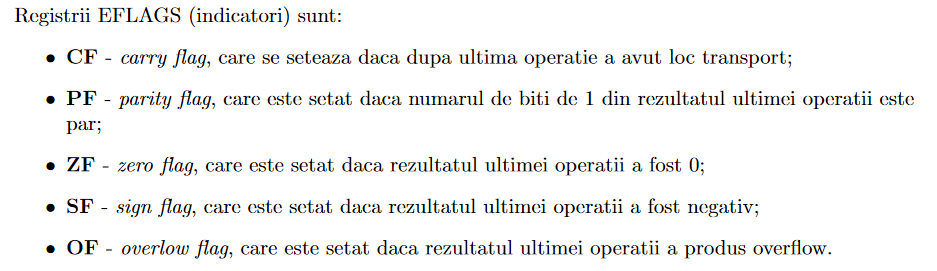 Registrii EFLAGS (indicatori) sunt:
• CF - carry flag, care se seteaza daca dupa ultima operatie a avut loc transport;
• PF - parity flag, care este setat daca numarul de biti de 1 din rezultatul ultimei operatii este
par;
• ZF - zero flag, care este setat daca rezultatul ultimei operatii a fost 0;
• SF - sign flag, care este setat daca rezultatul ultimei operatii a fost negativ;
• OF - overlow flag, care este setat daca rezultatul ultimei operatii a produs overflow.